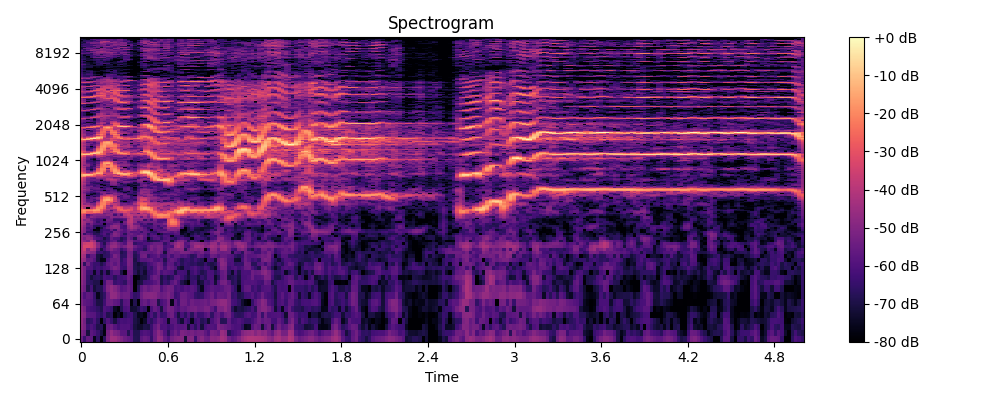 Spectrogram
Frequency
8192
4096
2048
1024
512
256
128
64
0
0 0.6 1.2 1.8 2.4 3 3.6 4.2 4.8
Time
+0 dB
-10 dB
-20 dB
-30 dB
-40 dB
-50 dB
-60 dB
-70 dB
-80 dB